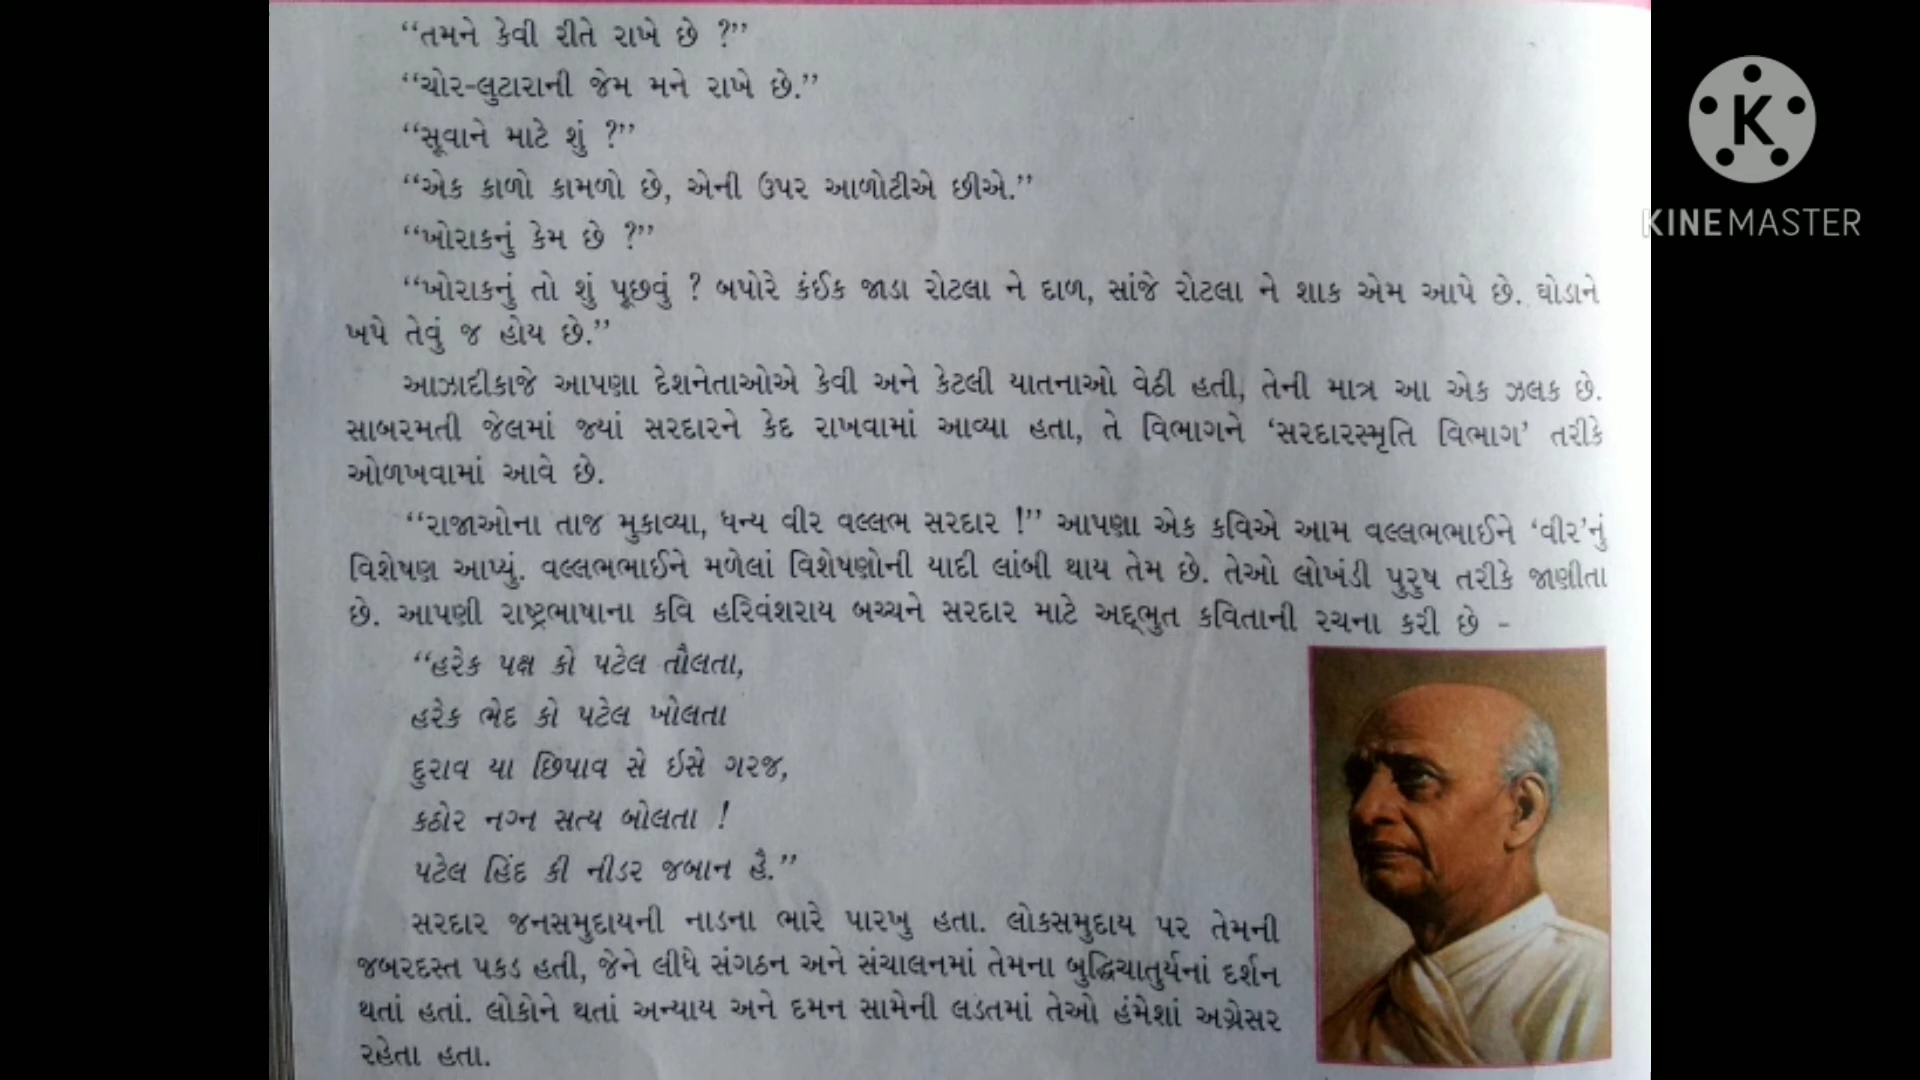 “તમને કેવી રીતે રાખે છે ?”
“ચોર-લુટારાની જેમ મને રાખે છે.”
“સૂવાને માટે શું ?”
“એક કાળો કામળો છે, એની ઉપર આળોટીએ છીએ.”
“ખોરાકનું કેમ છે ?”
“ખોરાકનું તો શું પૂછવું ? બપોરે કંઈક જાડા રોટલા ને દાળ, સાંજે રોટલા ને શાક એમ આપે છે. ઘોડાને
ખપે તેવું જ હોય છે.”
આઝાદીકાજે આપણા દેશનેતાઓએ કેવી અને કેટલી યાતનાઓ વેઠી હતી, તેની માત્ર આ એક ઝલક છે.
સાબરમતી જેલમાં જ્યાં સરદારને કેદ રાખવામાં આવ્યા હતા, તે વિભાગને ‘સરદારસ્મૃતિ વિભાગ’ તરીકે
ઓળખવામાં આવે છે.
“રાજાઓના તાજ મુકાવ્યા, ધન્ય વીર વલ્લભ સરદાર !” આપણા એક કવિએ આમ વલ્લભભાઈને ‘વીર’નું
વિશેષણ આપ્યું. વલ્લભભાઈને મળેલાં વિશેષણોની યાદી લાંબી થાય તેમ છે. તેઓ લોખંડી પુરુષ તરીકે જાણીતા
છે. આપણી રાષ્ટ્રભાષાના કવિ હરિવંશરાય બચ્ચને સરદાર માટે અદ્ભુત કવિતાની રચના કરી છે -
“હરેક પક્ષ કો પટેલ તૌલતા,
હરેક ભેદ કો પટેલ ખોલતા
દુરાવ યા છિપાવ સે ઈસે ગરજ,
કઠોર નગ્ન સત્ય બોલતા !
પટેલ હિંદ કી નીડર જબાન હૈ.”
સરદાર જનસમુદાયની નાડના ભારે પારખુ હતા. લોકસમુદાય પર તેમની
જબરદસ્ત પકડ હતી, જેને લીધે સંગઠન અને સંચાલનમાં તેમના બુદ્ધિચાતુર્યનાં દર્શન
થતાં હતાં. લોકોને થતાં અન્યાય અને દમન સામેની લડતમાં તેઓ હંમેશાં અગ્રેસર
રહેતા હતા.
K
KINEMASTER